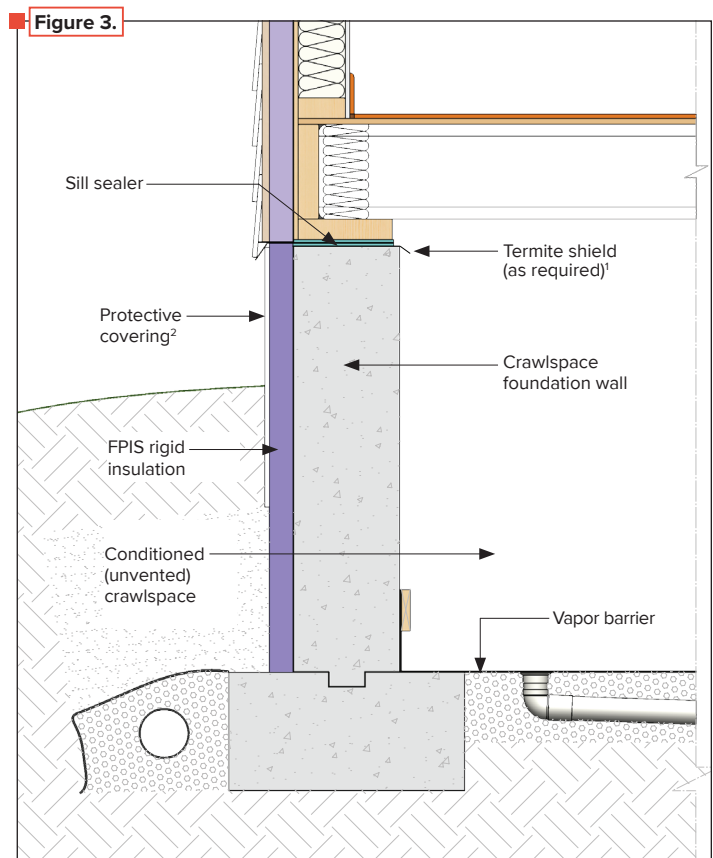 Figure 3.
Sill sealer
Termite shield
(as required)¹
Protective
covering²
Crawlspace
foundation wall
FPIS rigid
insulation
Conditioned
(unvented)
crawlspace
Vapor barrier